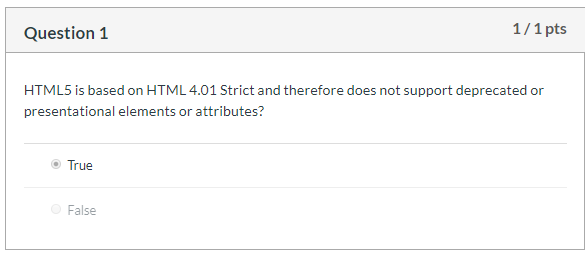 Question 1
1 / 1 pts
HTML5 is based on HTML 4.01 Strict and therefore does not support deprecated or
presentational elements or attributes?
True
False